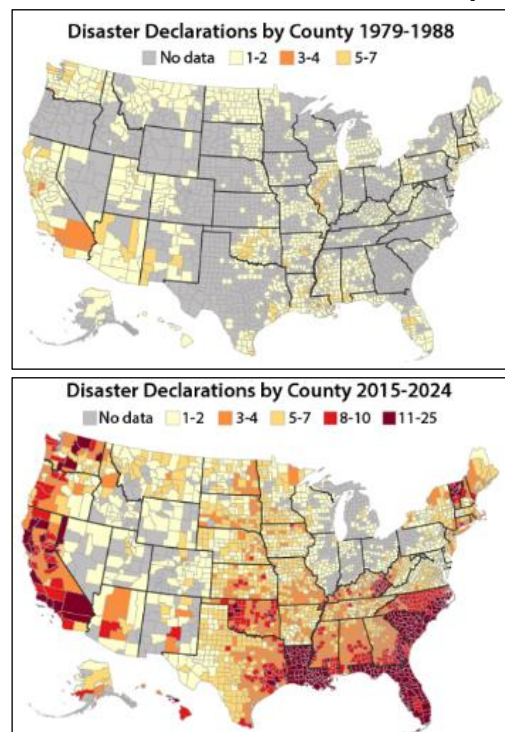 Disaster Declarations by County 1979-1988
No data 1-2 3-4 5-7
Disaster Declarations by County 2015-2024
No data 1-2 3-4 5-7 8-10 11-25